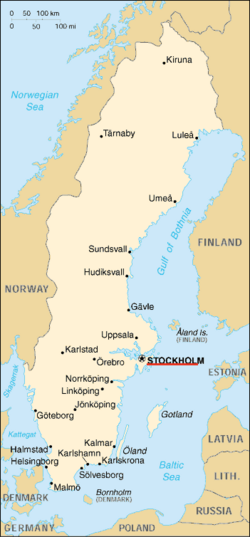 0 50 100 km
0 50 100 mi
Kiruna
Norwegian
Sea
Tärnaby
Luleå
Umeå
Gulf of Bothnia
FINLAND
Sundsvall
Hudiksvall
NORWAY
Gävle
Åland Is.
(FINLAND)
Uppsala
Karlstad
STOCKHOLM
Örebro
ESTONIA
Norrköping
Skagerrak
Linköping
Göteborg
Jönköping
Gotland
Kattegat
LATVIA
Halmstad
Kalmar
Karlshamn
Öland
Helsingborg
Karlskrona
Baltic
Sea
LITH.
Sölvesborg
Malmö
Bornholm
(DENMARK)
DENMARK
RUSSIA
GERMANY
POLAND